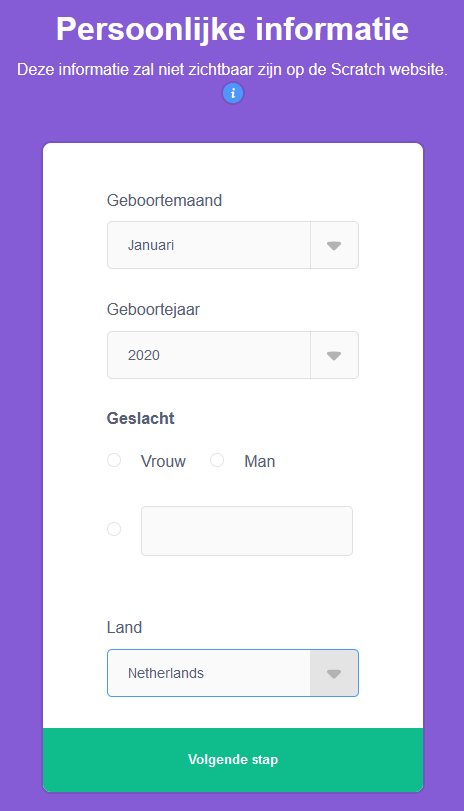 Persoonlijke informatie
Deze informatie zal niet zichtbaar zijn op de Scratch website.
i
Geboortemaand
Januari
Geboortejaar
2020
Geslacht
Vrouw Man
Land
Netherlands
Volgende stap